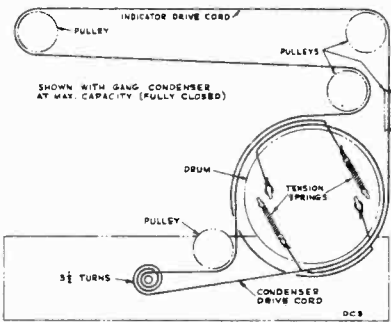 INDICATOR DRIVE CORD
PULLEY
PULLEYS
SHOWN WITH GANG CONDENSER
AT MAX. CAPACITY (FULLY CLOSED)
DRUM
TENSION
SPRINGS
PULLEY
3½ TURNS
CONDENSER
DRIVE CORD
DC3